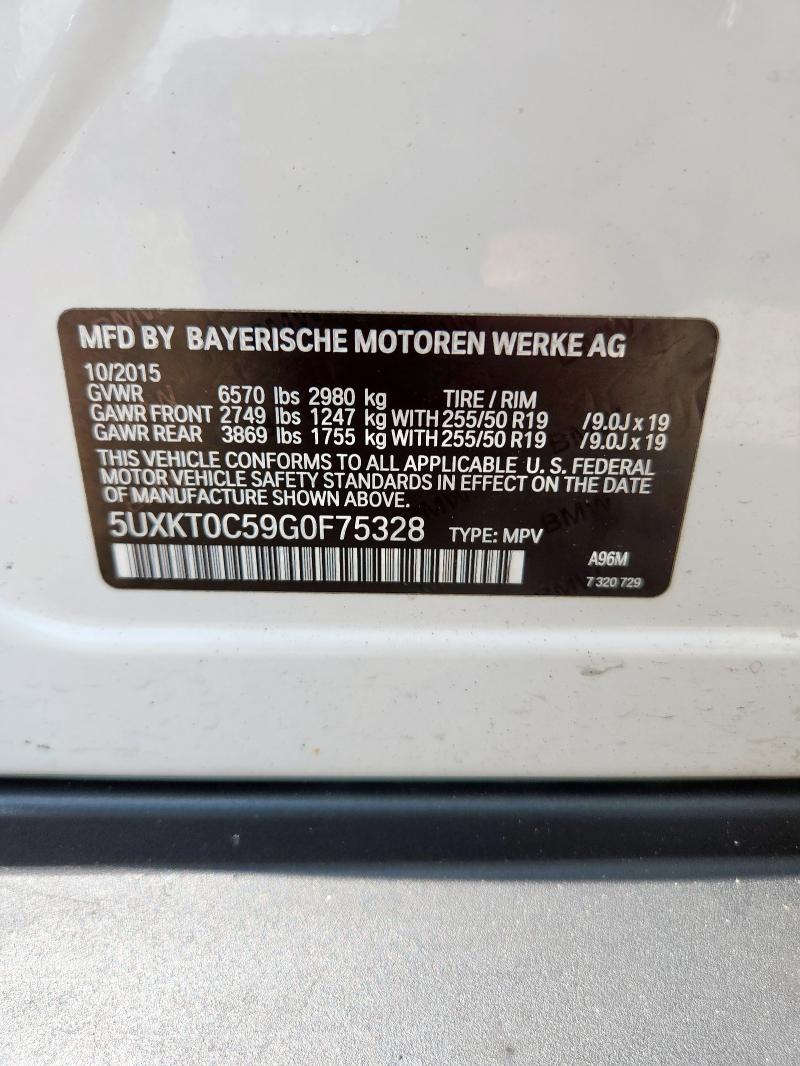 MFD BY BAYERISCHE MOTOREN WERKE AG
10/2015
GVWR 6570 lbs 2980 kg TIRE / RIM
GAWR FRONT 2749 lbs 1247 kg WITH 255/50 R19 /9.0J x 19
GAWR REAR 3869 lbs 1755 kg WITH 255/50 R19 /9.0J x 19
THIS VEHICLE CONFORMS TO ALL APPLICABLE U. S. FEDERAL
MOTOR VEHICLE SAFETY STANDARDS IN EFFECT ON THE DATE
OF MANUFACTURE SHOWN ABOVE.
5UXKT0C59G0F75328 TYPE: MPV
A96M
7 320 729